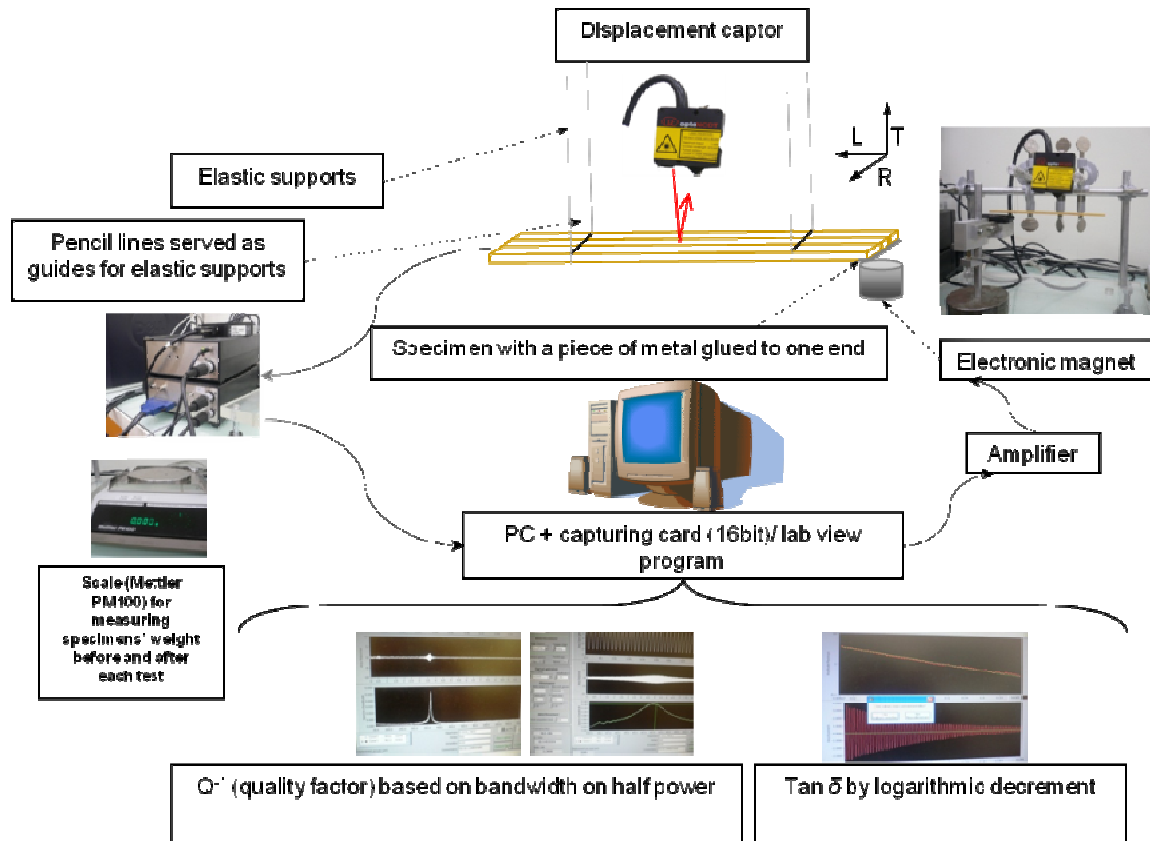 Displacement captor
L
T
R
Elastic supports
Pencil lines served as
guides for elastic supports
Specimen with a piece of metal glued to one end
Electronic magnet
Amplifier
PC + capturing card (16bit)/ lab view
program
Scale (Mettler
PM100) for
measuring
specimens' weight
before and after
each test
Q⁻¹ (quality factor) based on bandwidth on half power
Tan δ by logarithmic decrement